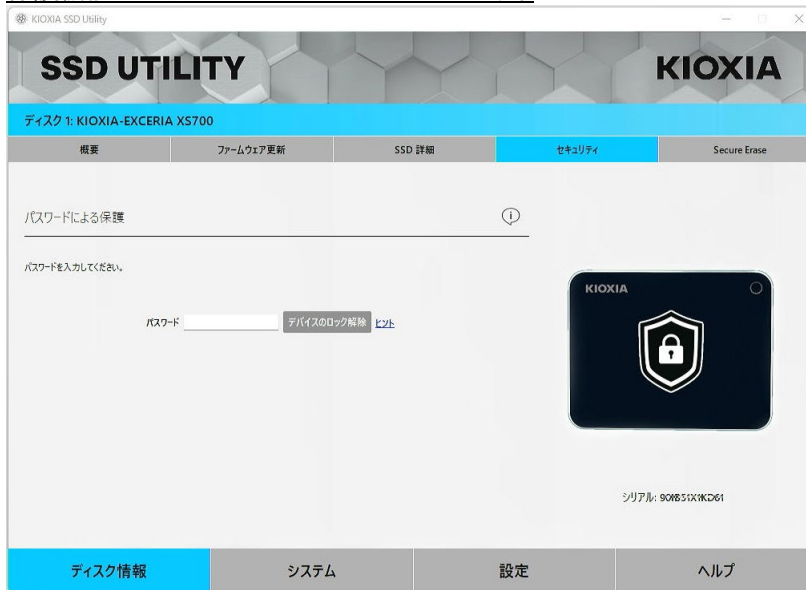 KIOXIA SSD Utility
SSD UTILITY
KIOXIA
ディスク 1: KIOXIA-EXCERIA XS700
概要
ファームウェア更新
SSD 詳細
セキュリティ
Secure Erase
パスワードによる保護
パスワードを入力してください。
パスワード
デバイスのロック解除
ヒント
KIOXIA
シリアル:
ディスク情報
システム
設定
ヘルプ